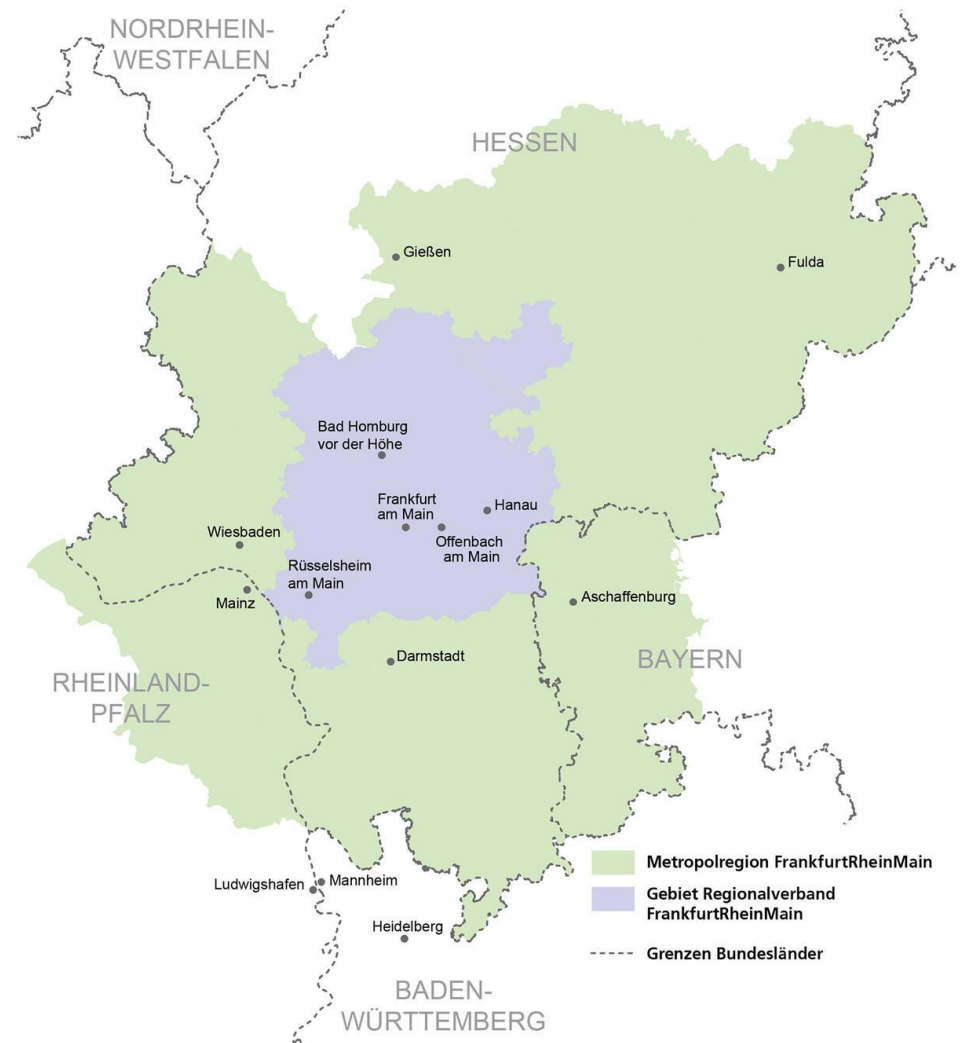 NORDRHEIN-
WESTFALEN
HESSEN
Gießen
Fulda
Bad Homburg
vor der Höhe
Frankfurt
am Main
Hanau
Offenbach
am Main
Wiesbaden
Rüsselsheim
am Main
Mainz
Aschaffenburg
Darmstadt
BAYERN
RHEINLAND-
PFALZ
Metropolregion FrankfurtRheinMain
Gebiet Regionalverband
FrankfurtRheinMain
Grenzen Bundesländer
Ludwigshafen
Mannheim
Heidelberg
BADEN-
WÜRTTEMBERG